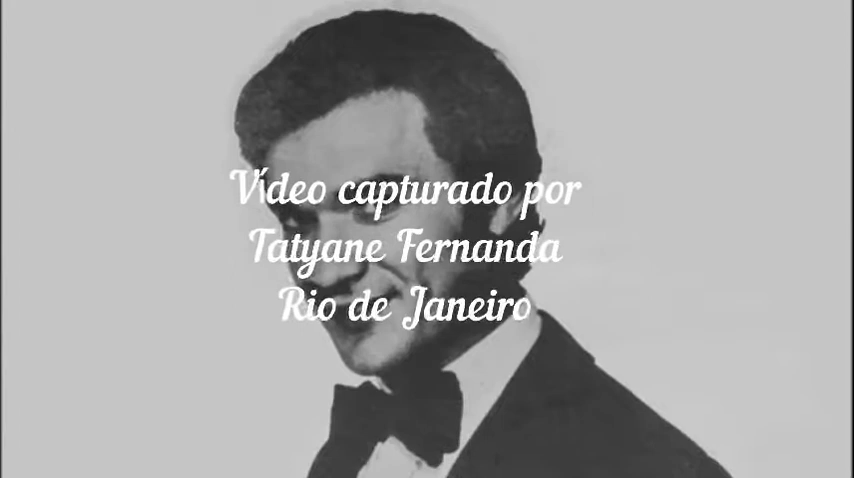 Vídeo capturado por
Tatyane Fernanda
Rio de Janeiro